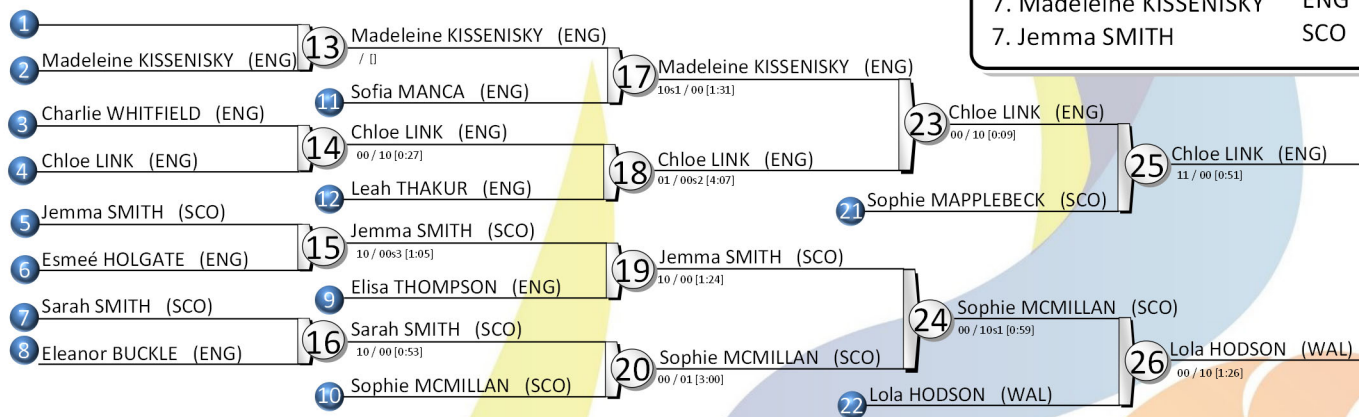 7. Madeleine KISSENISKY ENG
7. Jemma SMITH SCO
1
2 Madeleine KISSENISKY (ENG)
13 Madeleine KISSENISKY (ENG)
/ []
11 Sofia MANCA (ENG)
17 Madeleine KISSENISKY (ENG)
10s1 / 00 [1:31]
3 Charlie WHITFIELD (ENG)
4 Chloe LINK (ENG)
14 Chloe LINK (ENG)
00 / 10 [0:27]
12 Leah THAKUR (ENG)
18 Chloe LINK (ENG)
01 / 00s2 [4:07]
23 Chloe LINK (ENG)
00 / 10 [0:09]
21 Sophie MAPPLEBECK (SCO)
25 Chloe LINK (ENG)
11 / 00 [0:51]
5 Jemma SMITH (SCO)
6 Esmeé HOLGATE (ENG)
15 Jemma SMITH (SCO)
10 / 00s3 [1:05]
9 Elisa THOMPSON (ENG)
19 Jemma SMITH (SCO)
10 / 00 [1:24]
7 Sarah SMITH (SCO)
8 Eleanor BUCKLE (ENG)
16 Sarah SMITH (SCO)
10 / 00 [0:53]
10 Sophie MCMILLAN (SCO)
20 Sophie MCMILLAN (SCO)
00 / 01 [3:00]
24 Sophie MCMILLAN (SCO)
00 / 10s1 [0:59]
22 Lola HODSON (WAL)
26 Lola HODSON (WAL)
00 / 10 [1:26]